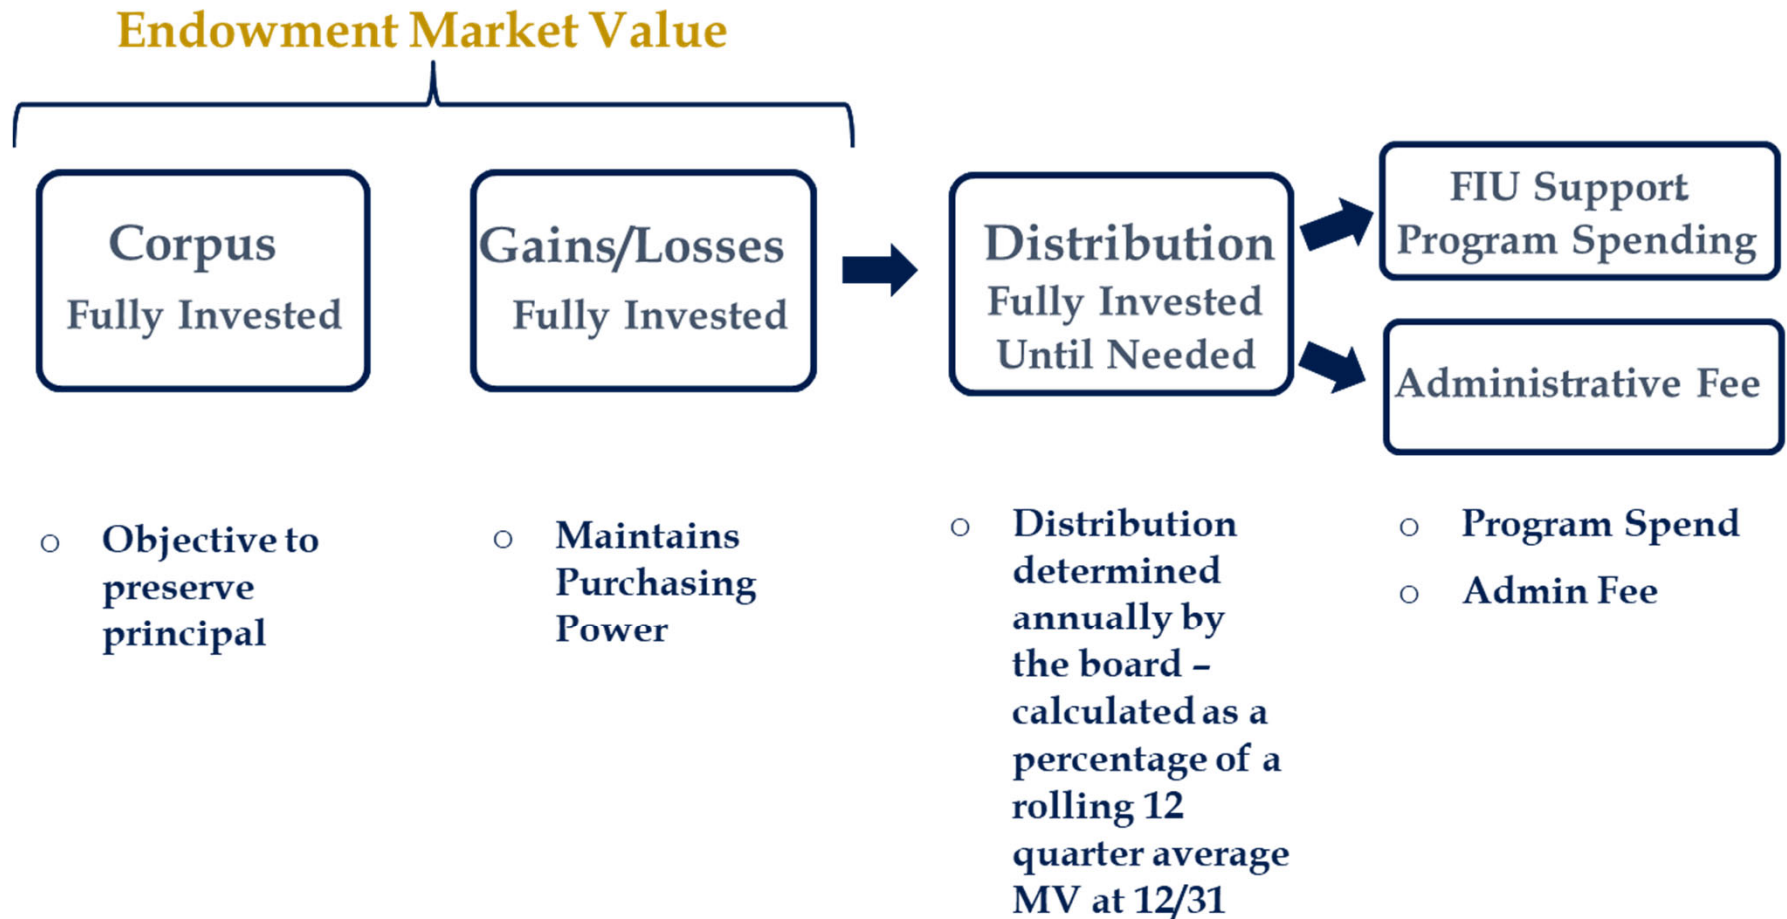 Endowment Market Value
Corpus
Fully Invested
Gains/Losses
Fully Invested
Distribution
Fully Invested
Until Needed
FIU Support
Program Spending
Administrative Fee
o Objective to
preserve
principal
o Maintains
Purchasing
Power
o Distribution
determined
annually by
the board –
calculated as a
percentage of a
rolling 12
quarter average
MV at 12/31
o Program Spend
o Admin Fee